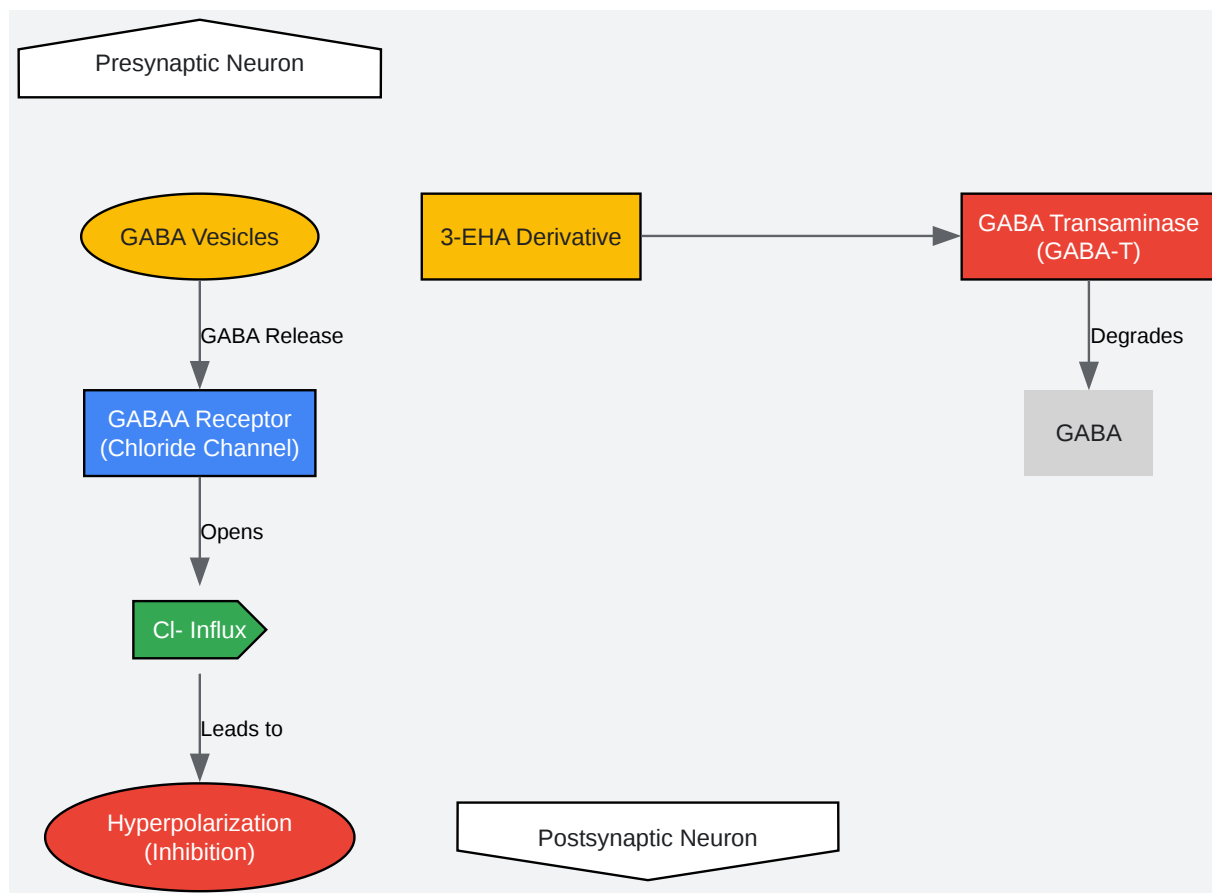 Presynaptic Neuron
GABA Vesicles
3-EHA Derivative
GABA Transaminase
(GABA-T)
GABA Release
Degrades
GABAA Receptor
(Chloride Channel)
GABA
Opens
Cl- Influx
Leads to
Hyperpolarization
(Inhibition)
Postsynaptic Neuron